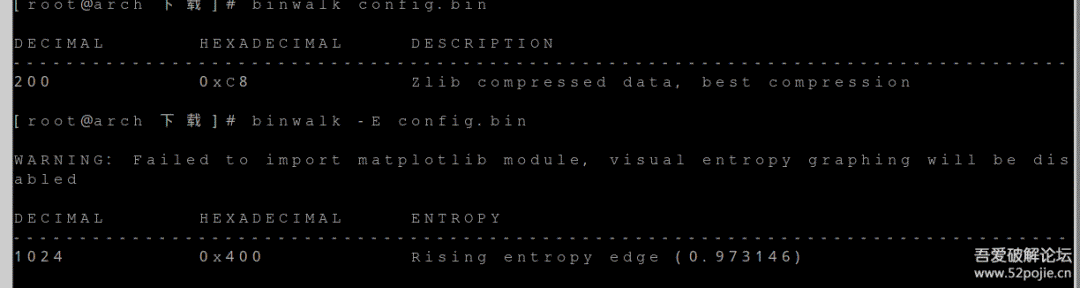 [root@arch 下载]# binwalk config.bin
DECIMAL HEXADECIMAL DESCRIPTION
--------------------------------------------------------------------------------
200 0xC8 Zlib compressed data, best compression
[root@arch 下载]# binwalk -E config.bin
WARNING: Failed to import matplotlib module, visual entropy graphing will be dis
abled
DECIMAL HEXADECIMAL ENTROPY
--------------------------------------------------------------------------------
1024 0x400 Rising entropy edge (0.973146)
吾爱破解论坛
www.52pojie.cn